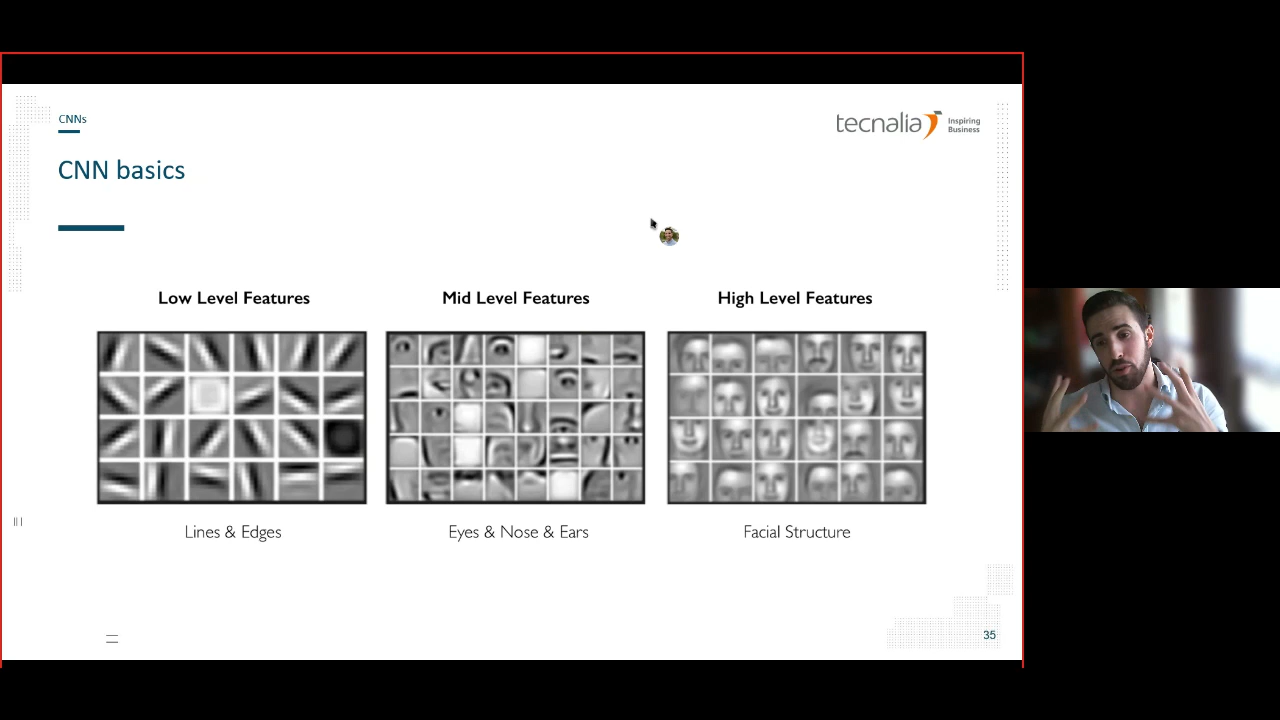 CNNs
tecnalia Inspiring
Business
CNN basics
Low Level Features
Mid Level Features
High Level Features
Lines & Edges
Eyes & Nose & Ears
Facial Structure
35